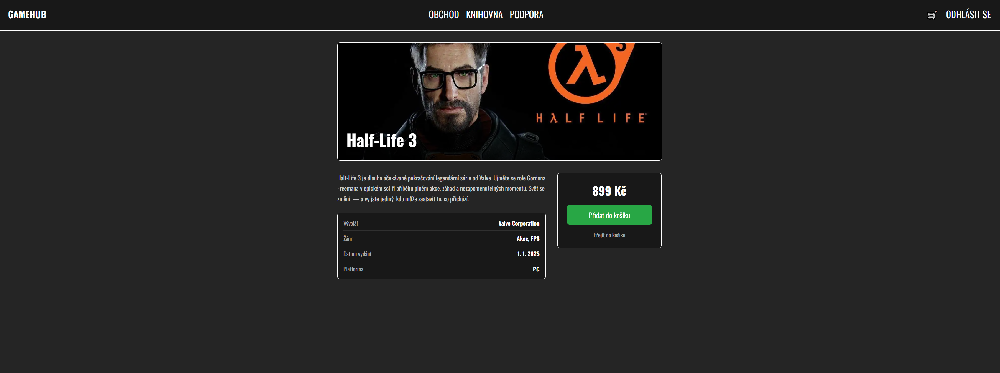 GAMEHUB
OBCHOD KNIHOVNA PODPORA
ODHLÁSIT SE
3
HλLF LIFE
Half-Life 3
Half-Life 3 je dlouho očekávané pokračování legendární série od Valve. Ujměte se role Gordona
Freemana v epickém sci-fi příběhu plném akce, záhad a nezapomenutelných momentů. Svět se
změnil — a vy jste jediný, kdo může zastavit to, co přichází.
Vývojář Valve Corporation
Žánr Akce, FPS
Datum vydání 1. 1. 2025
Platforma PC
899 Kč
Přidat do košíku
Přejít do košíku